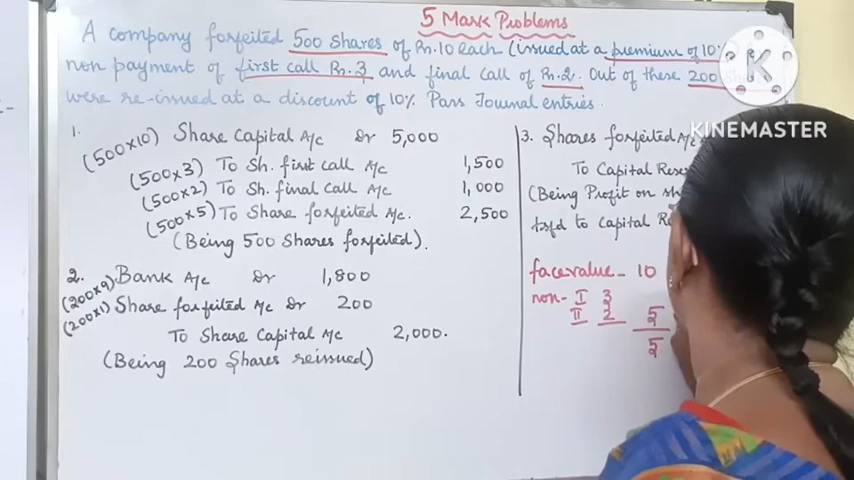 5 Mark Problems
A company forfeited 500 shares of Rs.10 each (issued at a premium of 10%
non payment of first call Rs.3 and final call of Rs.2. Out of these 200
were re-issued at a discount of 10% Pass Journal entries.
1. Share Capital A/c Dr 5,000
(500x10)
(500x3) To Sh. first call A/c 1,500
(500x2) To Sh. final call A/c 1,000
(500x5) To Share forfeited A/c. 2,500
(Being 500 Shares forfeited).
2. Bank A/c Dr 1,800
(200x9)
(200x1) Share forfeited A/c Dr 200
To Share Capital A/c 2,000.
(Being 200 Shares reissued)
3. Shares forfeited A/c
To Capital
(Being Profit on
tsfd to Capital
facevalue - 10
non - I 3
II 2 5
5
K
KINEMASTER